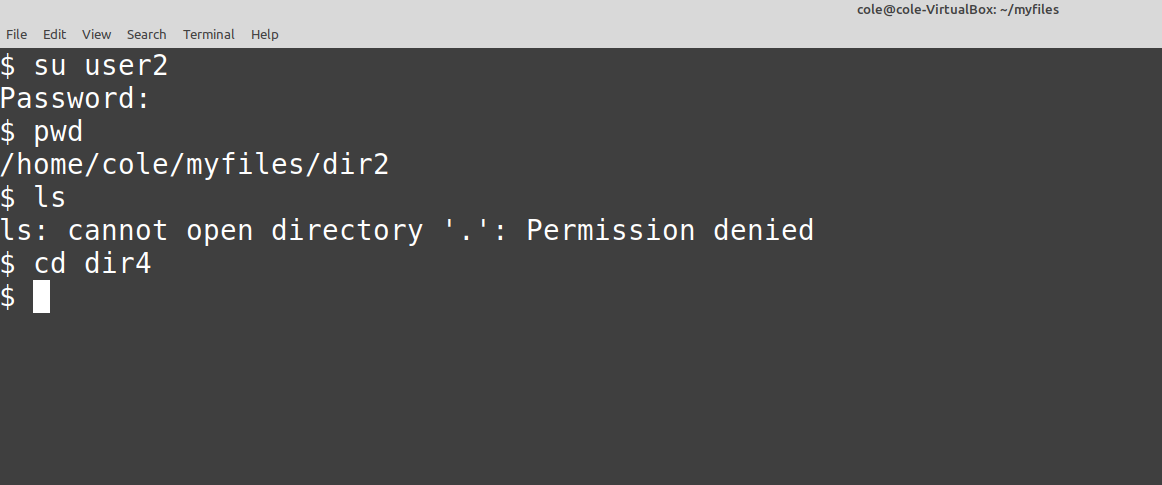 cole@cole-VirtualBox: ~/myfiles
File Edit View Search Terminal Help
$ su user2
Password:
$ pwd
/home/cole/myfiles/dir2
$ ls
ls: cannot open directory '.': Permission denied
$ cd dir4
$